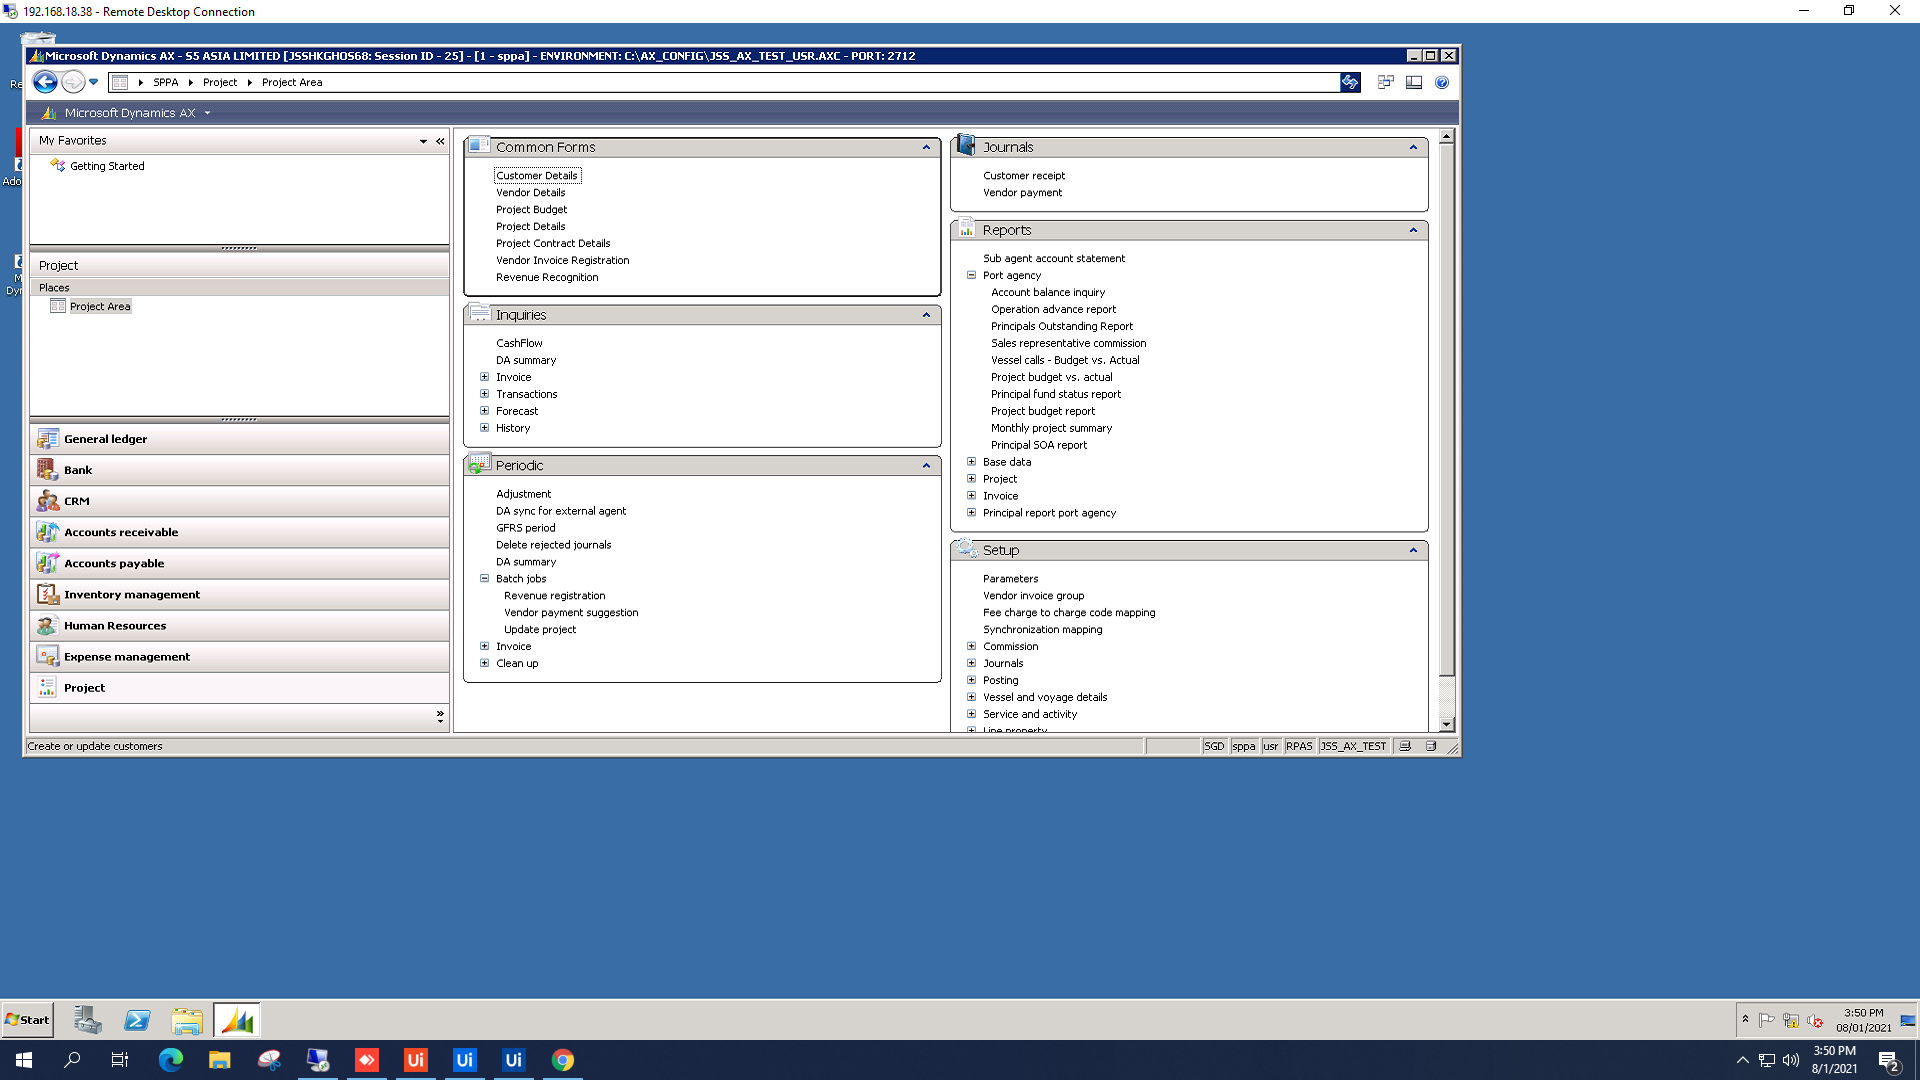 192.168.18.38 - Remote Desktop Connection
Microsoft Dynamics AX - S5 ASIA LIMITED [JSSHKGHOS68: Session ID - 25] - [1 - sppa] - ENVIRONMENT: C:\AX_CONFIG\JSS_AX_TEST_USR.AXC - PORT: 2712
SPPA Project Project Area
Microsoft Dynamics AX
My Favorites
Getting Started
Project
Places
Project Area
General ledger
Bank
CRM
Accounts receivable
Accounts payable
Inventory management
Human Resources
Expense management
Project
Common Forms
Customer Details
Vendor Details
Project Budget
Project Details
Project Contract Details
Vendor Invoice Registration
Revenue Recognition
Inquiries
CashFlow
DA summary
Invoice
Transactions
Forecast
History
Periodic
Adjustment
DA sync for external agent
GFRS period
Delete rejected journals
DA summary
Batch jobs
Revenue registration
Vendor payment suggestion
Update project
Invoice
Clean up
Journals
Customer receipt
Vendor payment
Reports
Sub agent account statement
Port agency
Account balance inquiry
Operation advance report
Principals Outstanding Report
Sales representative commission
Vessel calls - Budget vs. Actual
Project budget vs. actual
Principal fund status report
Project budget report
Monthly project summary
Principal SOA report
Base data
Project
Invoice
Principal report port agency
Setup
Parameters
Vendor invoice group
Fee charge to charge code mapping
Synchronization mapping
Commission
Journals
Posting
Vessel and voyage details
Service and activity
Line property
Create or update customers
SGD sppa usr RPAS JSS_AX_TEST
Start
3:50 PM
08/01/2021
Ui
Ui
Ui
3:50 PM
8/1/2021
2